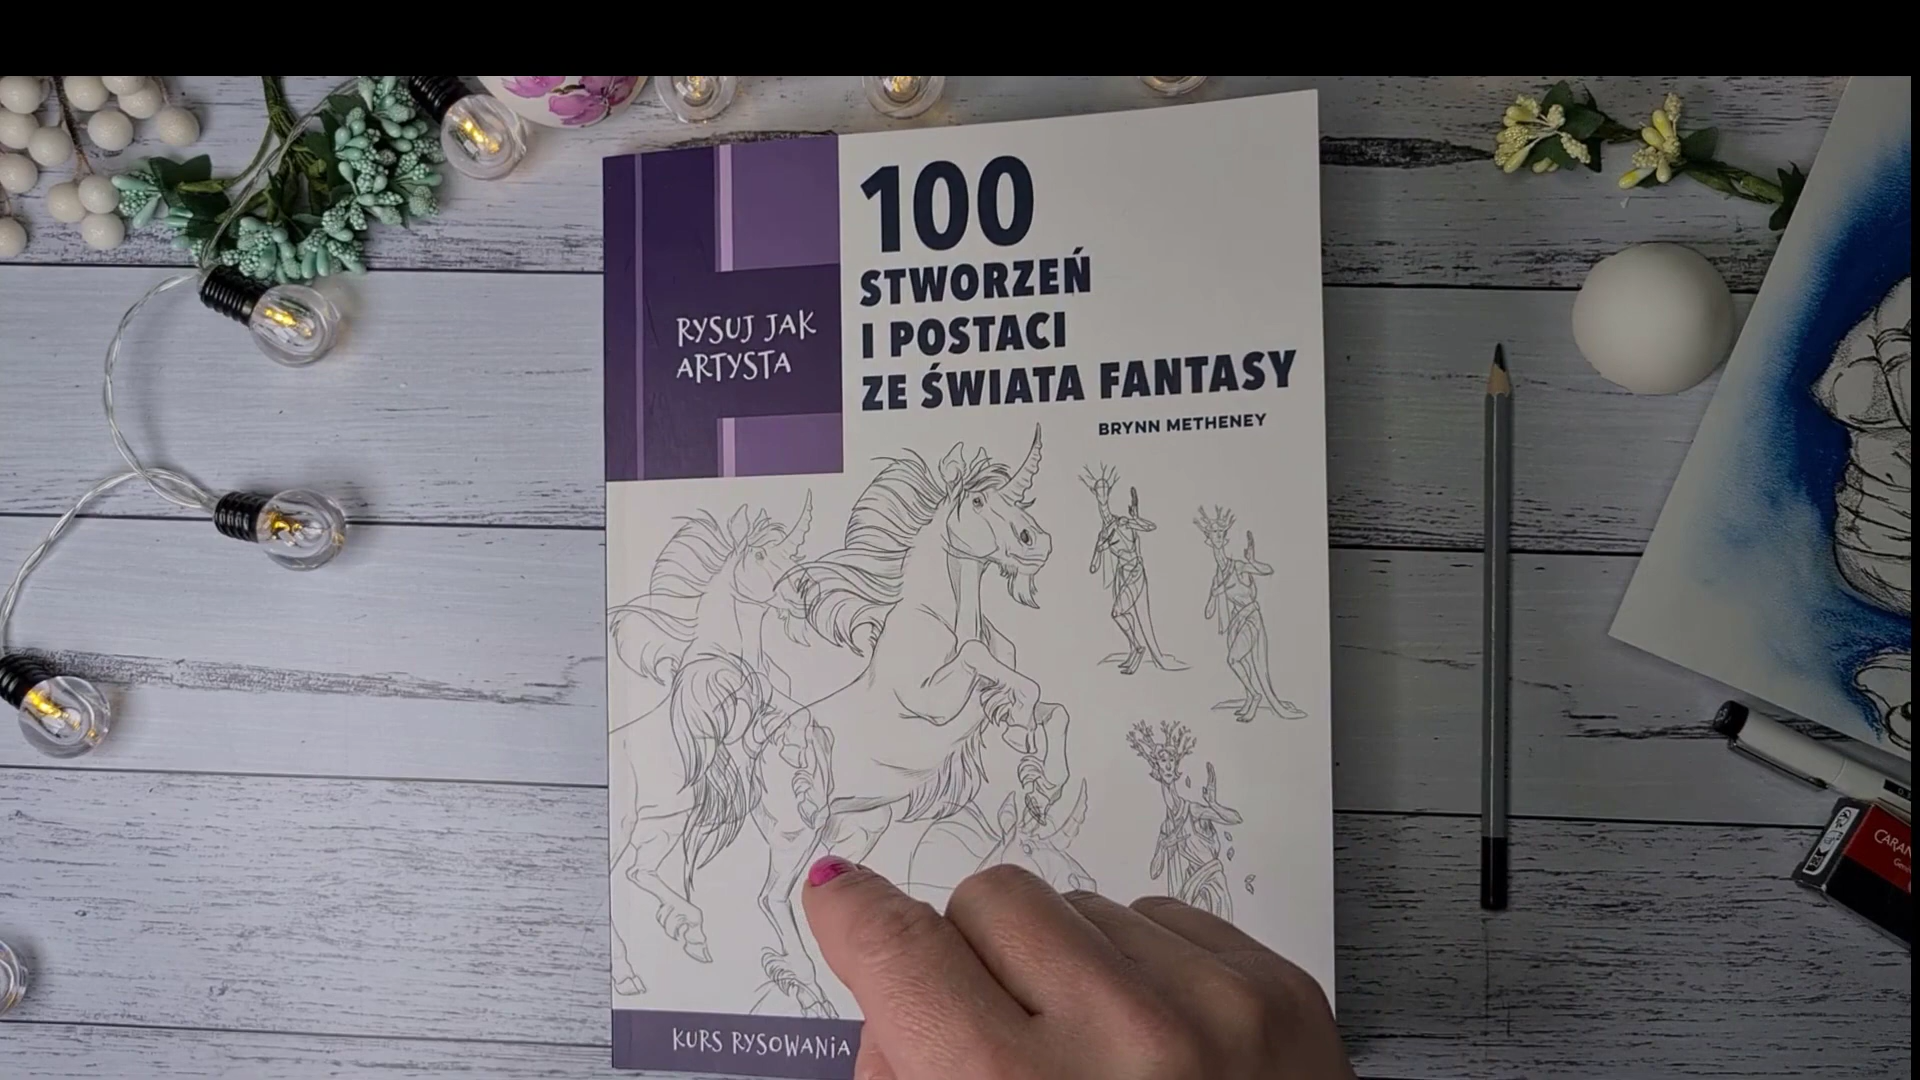 RYSUJ JAK
ARTYSTA
100
STWORZEŃ
I POSTACI
ZE ŚWIATA FANTASY
BRYNN METHENEY
KURS RYSOWANiA